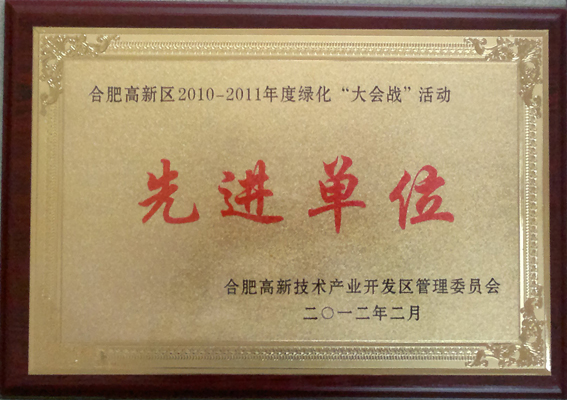 合肥高新区2010-2011年度绿化“大会战”活动
先进单位
合肥高新技术产业开发区管理委员会
二〇一二年二月